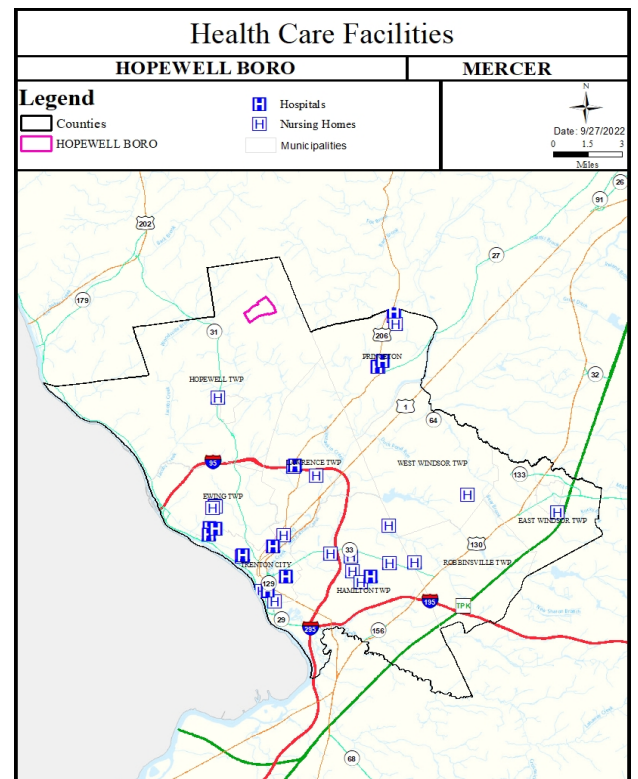 Health Care Facilities
HOPEWELL BORO
MERCER
Legend
Counties
HOPEWELL BORO
H Hospitals
H Nursing Homes
Municipalities
N
Date: 9/27/2022
0 1.5 3
Miles
26
91
202
27
179
31
206
PRINCETON
32
HOPEWELL TWP
1
64
95
LAWRENCE TWP
WEST WINDSOR TWP
133
EWING TWP
EAST WINDSOR TWP
130
33
TRENTON CITY
ROBBINSVILLE TWP
129
HAMILTON TWP
195
TPK
29
295
156
68